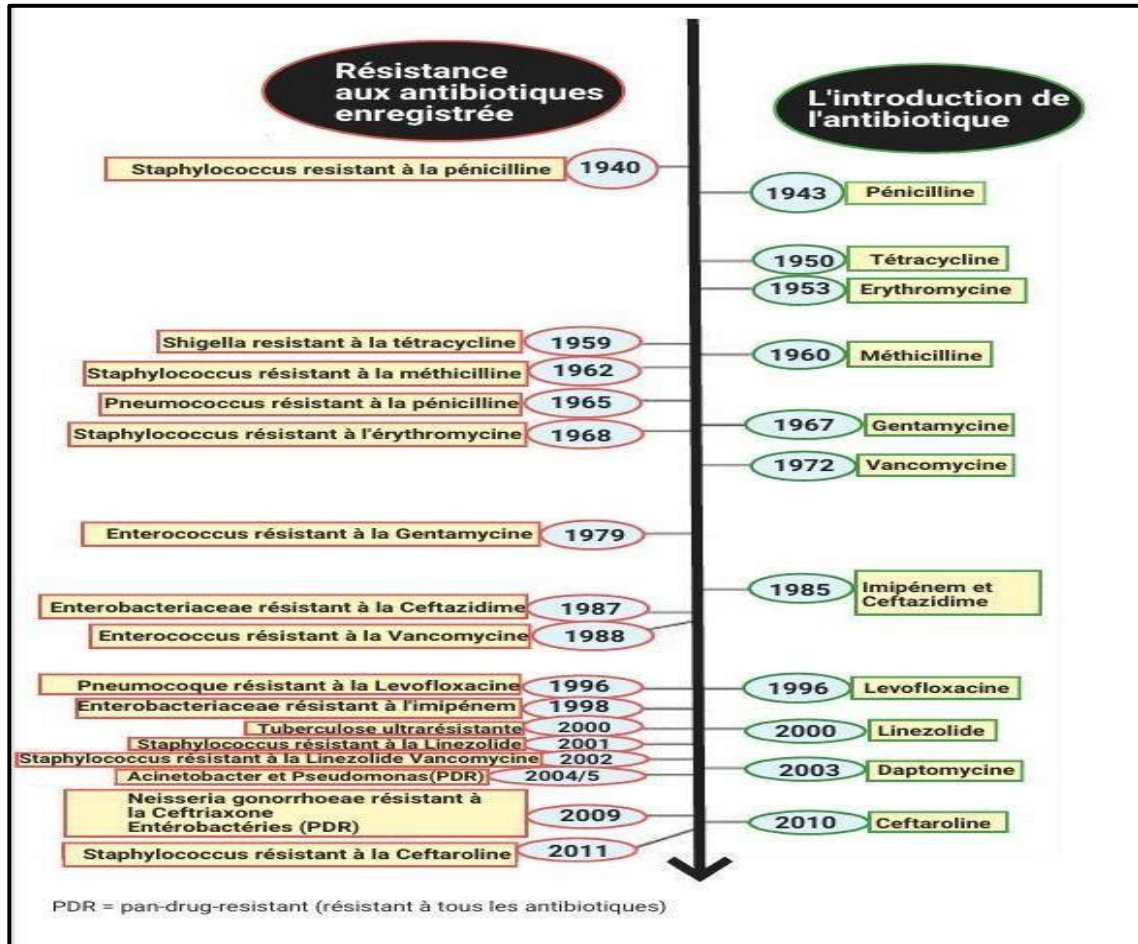 Résistance
aux antibiotiques
enregistrée
L'introduction de
l'antibiotique
Staphylococcus resistant à la pénicilline 1940
1943 Pénicilline
1950 Tétracycline
1953 Erythromycine
Shigella resistant à la tétracycline 1959
1960 Méthicilline
Staphylococcus résistant à la méthicilline 1962
Pneumococcus résistant à la pénicilline 1965
1967 Gentamycine
Staphylococcus résistant à l'érythromycine 1968
1972 Vancomycine
Enterococcus résistant à la Gentamycine 1979
1985 Imipénem et
Ceftazidime
Enterobacteriaceae résistant à la Ceftazidime 1987
Enterococcus résistant à la Vancomycine 1988
Pneumocoque résistant à la Levofloxacine 1996
1996 Levofloxacine
Enterobacteriaceae résistant à l'imipénem 1998
Tuberculose ultrarésistante 2000
2000 Linezolide
Staphylococcus résistant à la Linezolide 2001
Staphylococcus résistant à la Linezolide Vancomycine 2002
2003 Daptomycine
Acinetobacter et Pseudomonas(PDR) 2004/5
Neisseria gonorrhoeae résistant à
la Ceftriaxone
Entérobactéries (PDR)
2009
2010 Ceftaroline
Staphylococcus résistant à la Ceftaroline 2011
PDR = pan-drug-resistant (résistant à tous les antibiotiques)